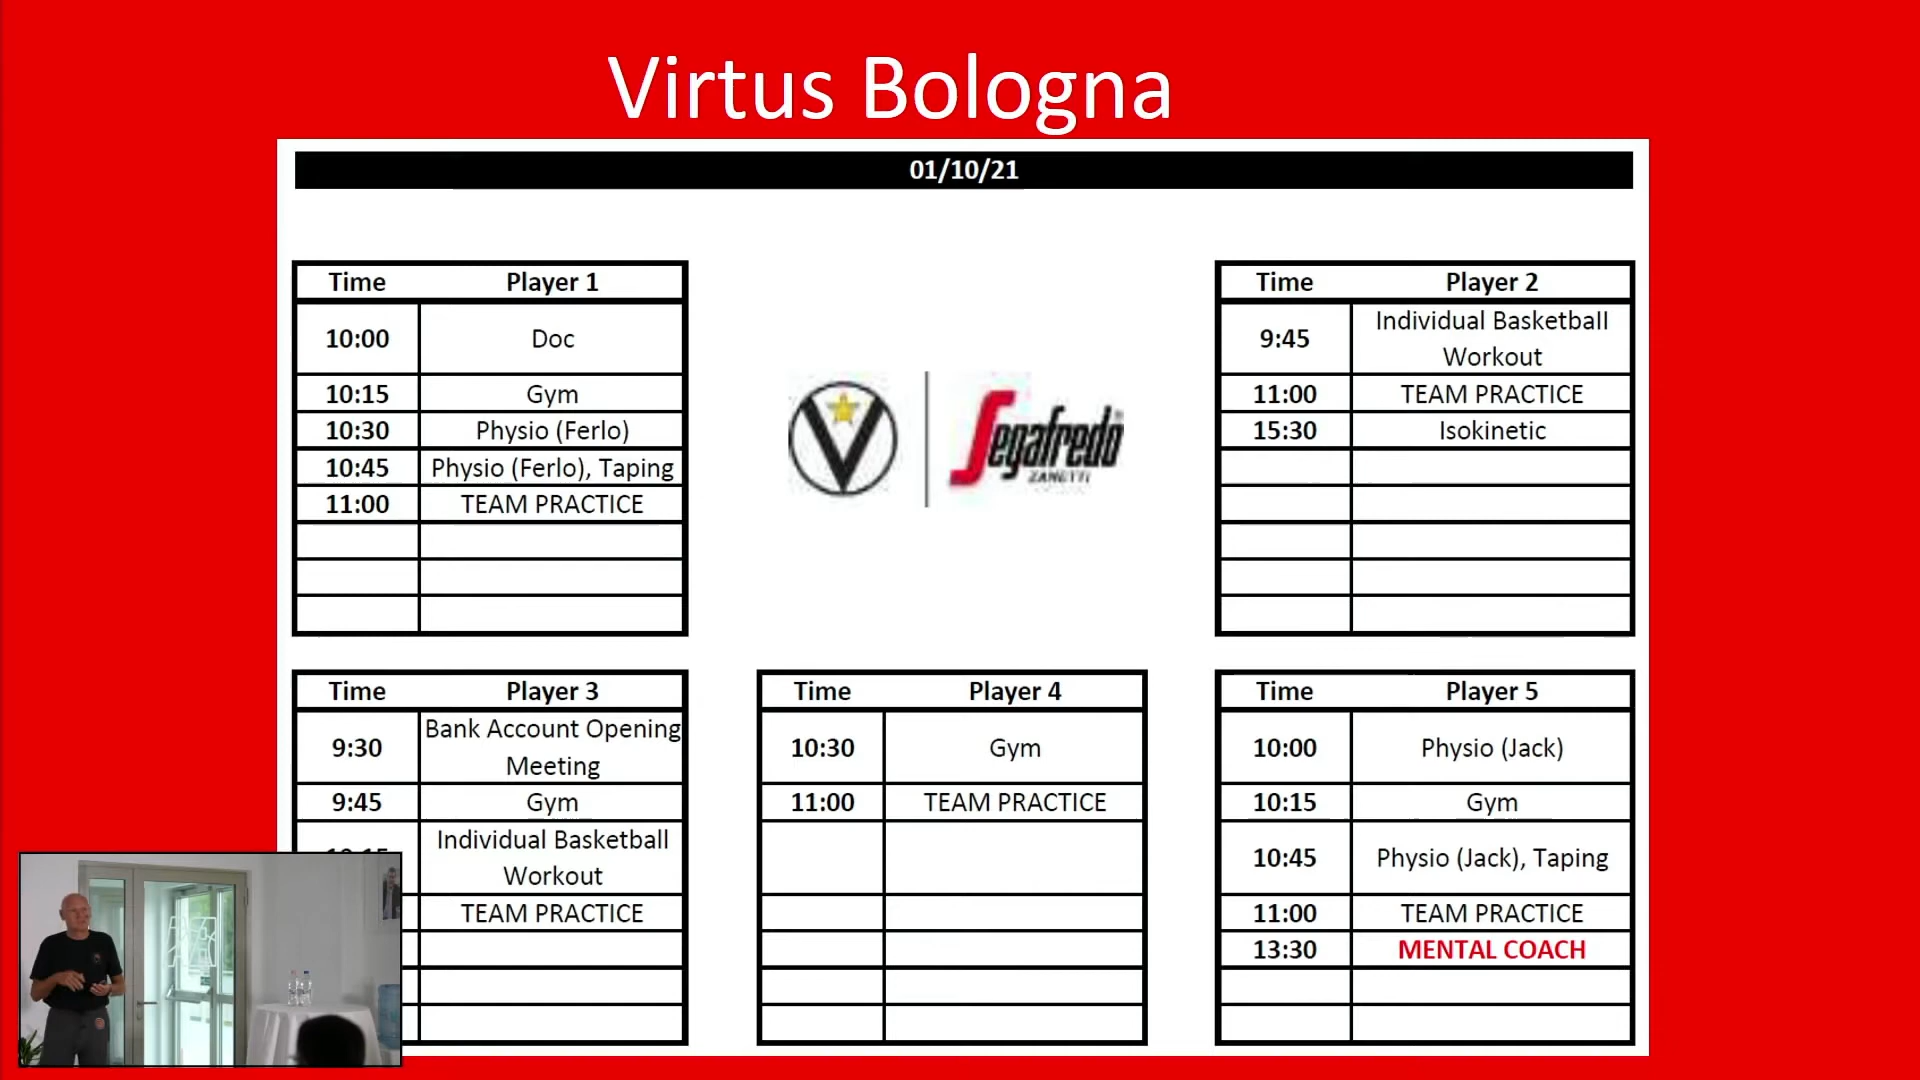 Virtus Bologna
01/10/21
Time Player 1
10:00 Doc
10:15 Gym
10:30 Physio (Ferlo)
10:45 Physio (Ferlo), Taping
11:00 TEAM PRACTICE
Segafredo
ZANETTI
Time Player 2
9:45 Individual Basketball
Workout
11:00 TEAM PRACTICE
15:30 Isokinetic
Time Player 3
9:30 Bank Account Opening
Meeting
9:45 Gym
Individual Basketball
Workout
TEAM PRACTICE
Time Player 4
10:30 Gym
11:00 TEAM PRACTICE
Time Player 5
10:00 Physio (Jack)
10:15 Gym
10:45 Physio (Jack), Taping
11:00 TEAM PRACTICE
13:30 MENTAL COACH